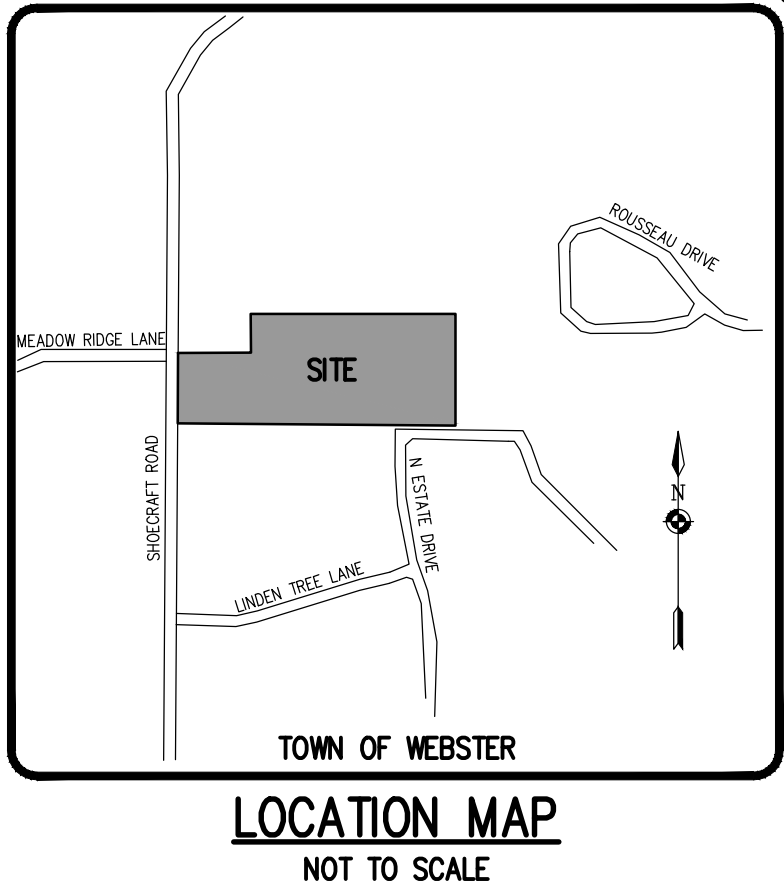 ROUSSEAU DRIVE
MEADOW RIDGE LANE
SITE
SHOECRAFT ROAD
N ESTATE DRIVE
N
LINDEN TREE LANE
TOWN OF WEBSTER
LOCATION MAP
NOT TO SCALE